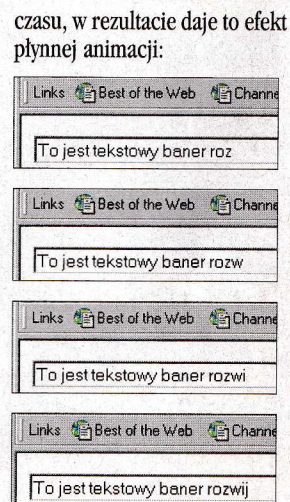 czasu, w rezultacie daje to efekt
płynnej animacji:
Links Best of the Web Channe
To jest tekstowy baner roz
Links Best of the Web Channe
To jest tekstowy baner rozw
Links Best of the Web Channe
To jest tekstowy baner rozwi
Links Best of the Web Channe
To jest tekstowy baner rozwij